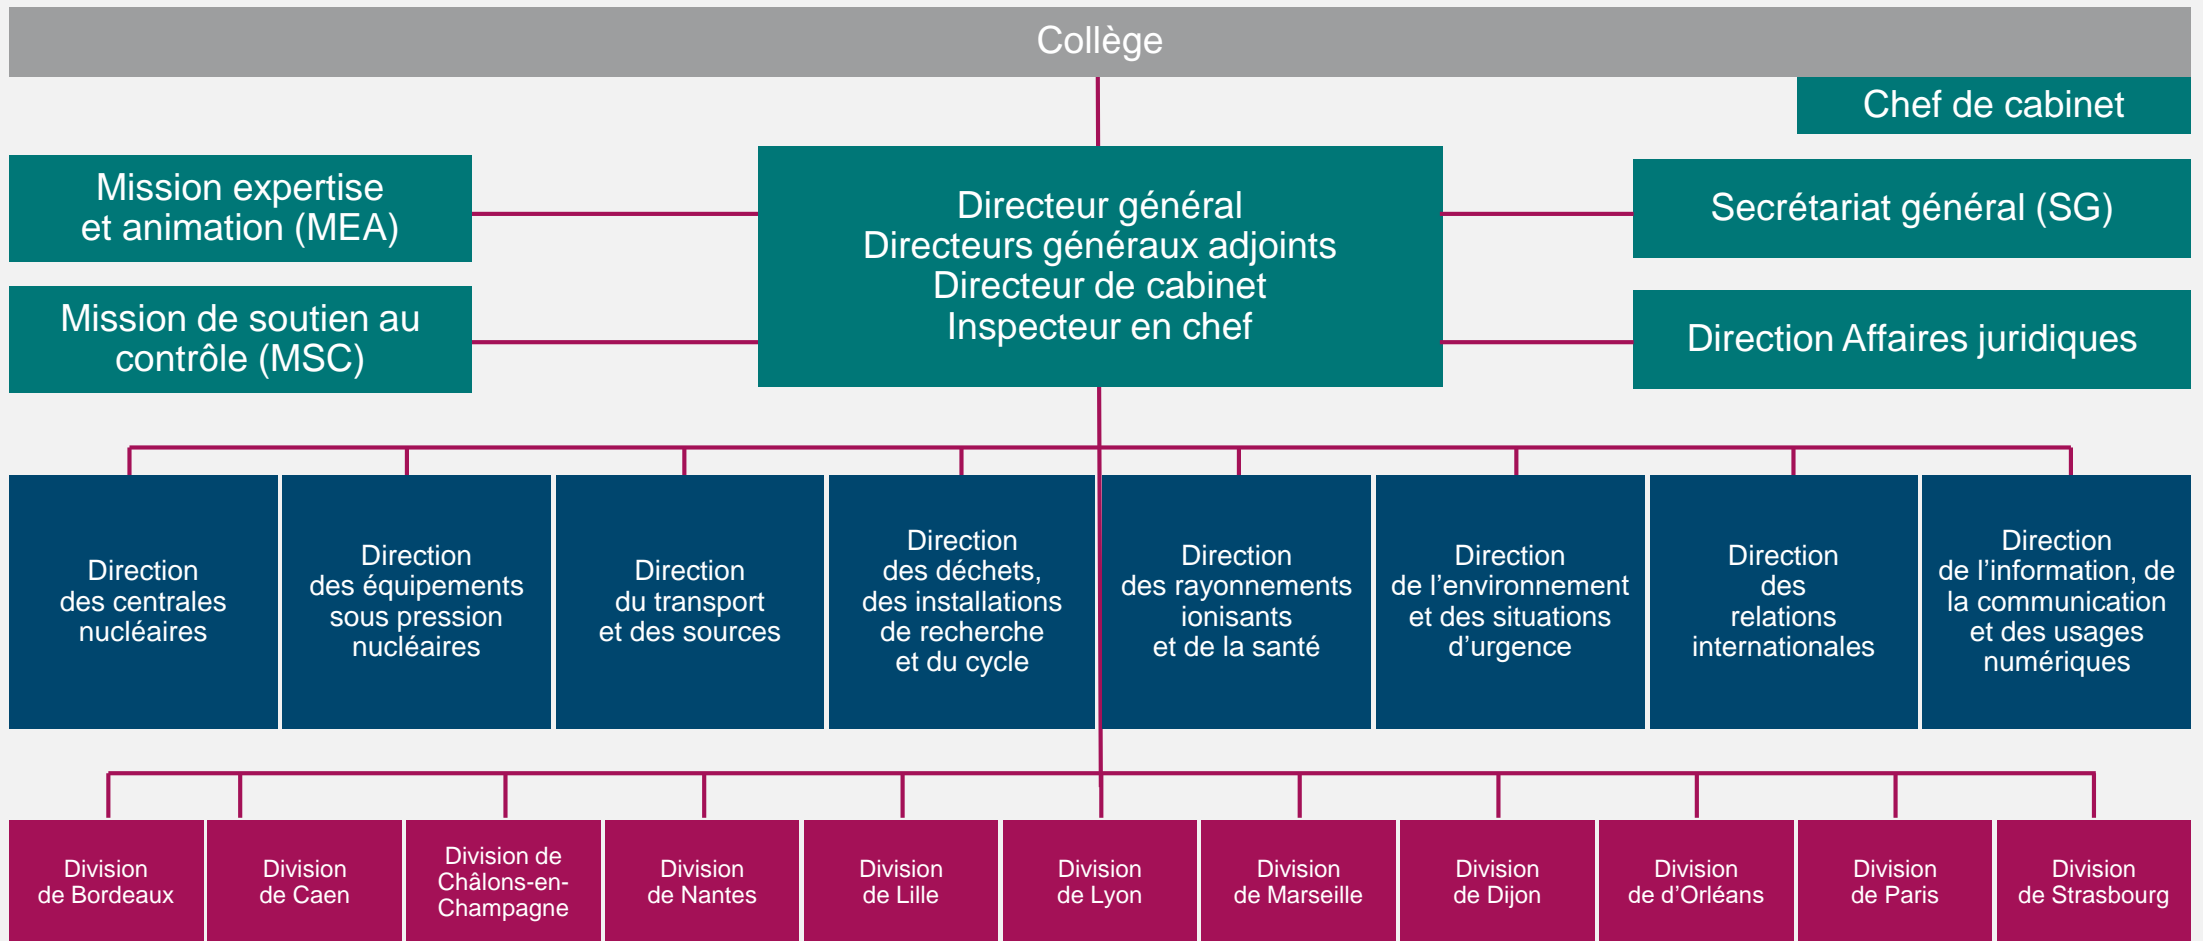 Collège
Chef de cabinet
Mission expertise
et animation (MEA)
Mission de soutien au
contrôle (MSC)
Directeur général
Directeurs généraux adjoints
Directeur de cabinet
Inspecteur en chef
Secrétariat général (SG)
Direction Affaires juridiques
Direction
des centrales
nucléaires
Direction
des équipements
sous pression
nucléaires
Direction
du transport
et des sources
Direction
des déchets,
des installations
de recherche
et du cycle
Direction
des rayonnements
ionisants
et de la santé
Direction
de l’environnement
et des situations
d’urgence
Direction
des
relations
internationales
Direction
de l’information, de
la communication
et des usages
numériques
Division
de Bordeaux
Division
de Caen
Division de
Châlons-en-
Champagne
Division
de Nantes
Division
de Lille
Division
de Lyon
Division
de Marseille
Division
de Dijon
Division
de d’Orléans
Division
de Paris
Division
de Strasbourg